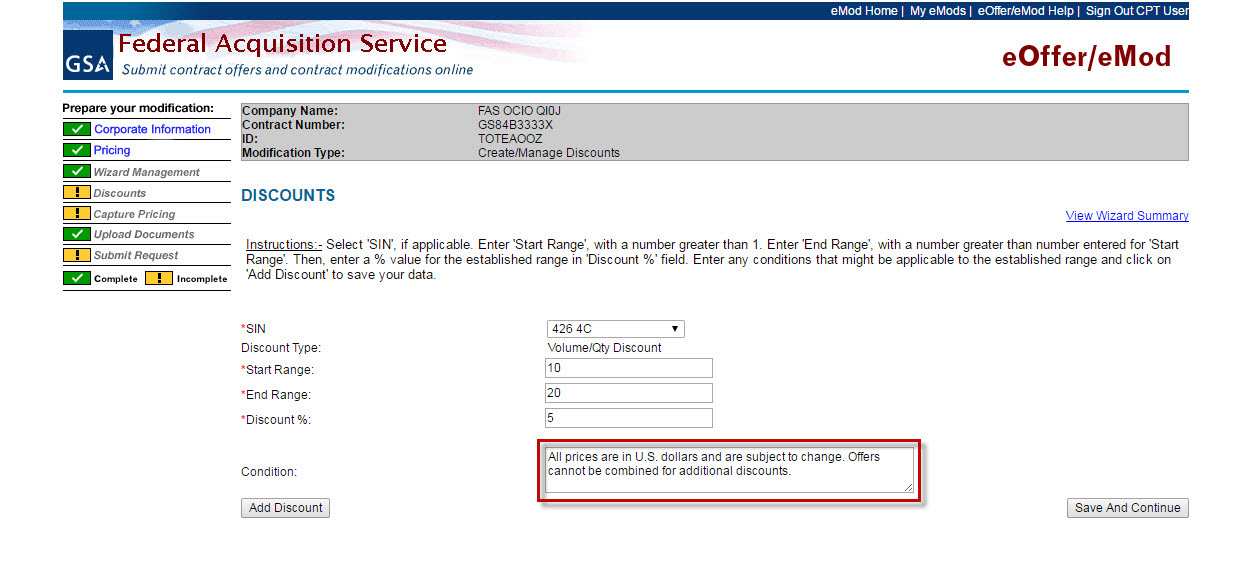 eMod Home | My eMods | eOffer/eMod Help | Sign Out CPT User
GSA Federal Acquisition Service
Submit contract offers and contract modifications online
eOffer/eMod
Prepare your modification:
Corporate Information
Pricing
Wizard Management
Discounts
Capture Pricing
Upload Documents
Submit Request
Complete Incomplete
Company Name: FAS OCIO QI0J
Contract Number: GS84B3333X
ID: TOTEAOOZ
Modification Type: Create/Manage Discounts
DISCOUNTS
View Wizard Summary
Instructions:- Select 'SIN', if applicable. Enter 'Start Range', with a number greater than 1. Enter 'End Range', with a number greater than number entered for 'Start
Range'. Then, enter a % value for the established range in 'Discount %' field. Enter any conditions that might be applicable to the established range and click on
'Add Discount' to save your data.
*SIN 426 4C
Discount Type: Volume/Qty Discount
*Start Range: 10
*End Range: 20
*Discount %: 5
Condition: All prices are in U.S. dollars and are subject to change. Offers
cannot be combined for additional discounts.
Add Discount Save And Continue